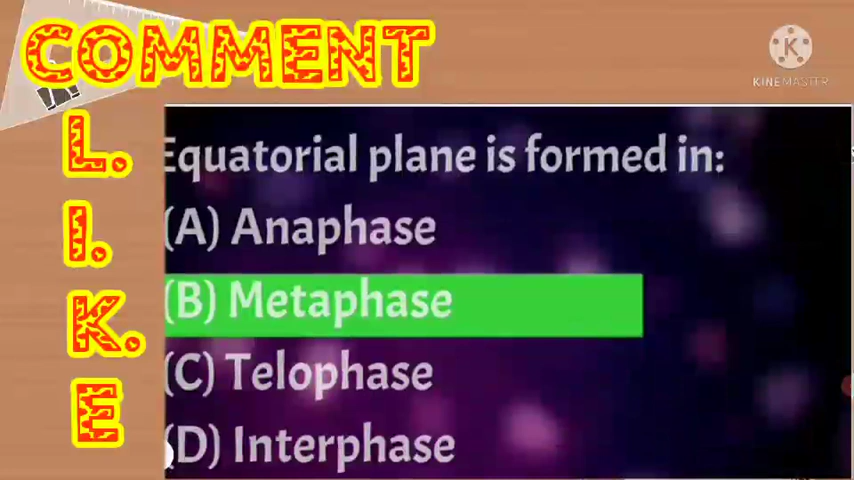 COMMENT
L.
I.
K.
E
KINEMASTER
Equatorial plane is formed in:
(A) Anaphase
(B) Metaphase
(C) Telophase
(D) Interphase